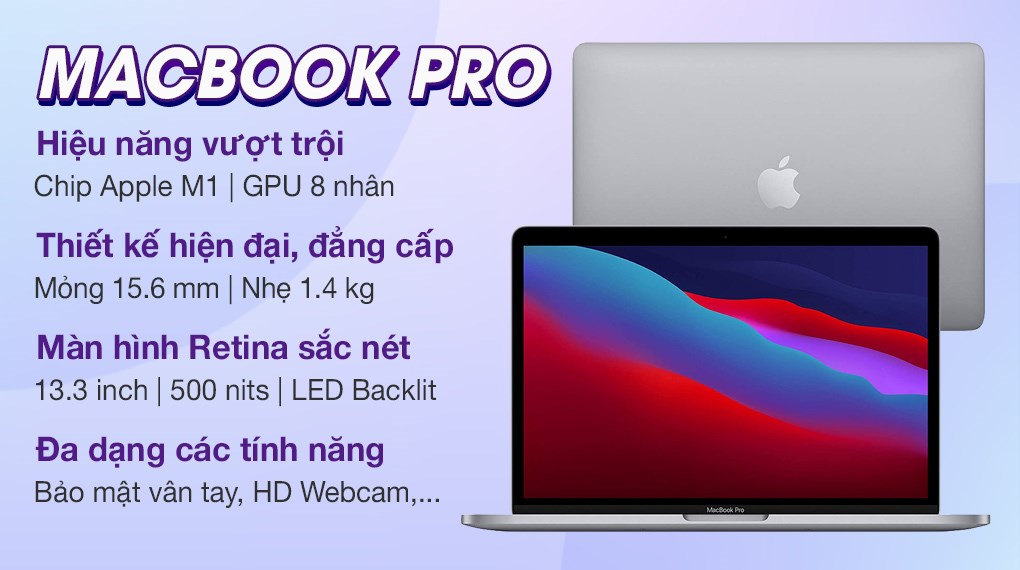 MACBOOK PRO
Hiệu năng vượt trội
Chip Apple M1 | GPU 8 nhân
Thiết kế hiện đại, đẳng cấp
Mỏng 15.6 mm | Nhẹ 1.4 kg
Màn hình Retina sắc nét
13.3 inch | 500 nits | LED Backlit
Đa dạng các tính năng
Bảo mật vân tay, HD Webcam,...
MacBook Pro